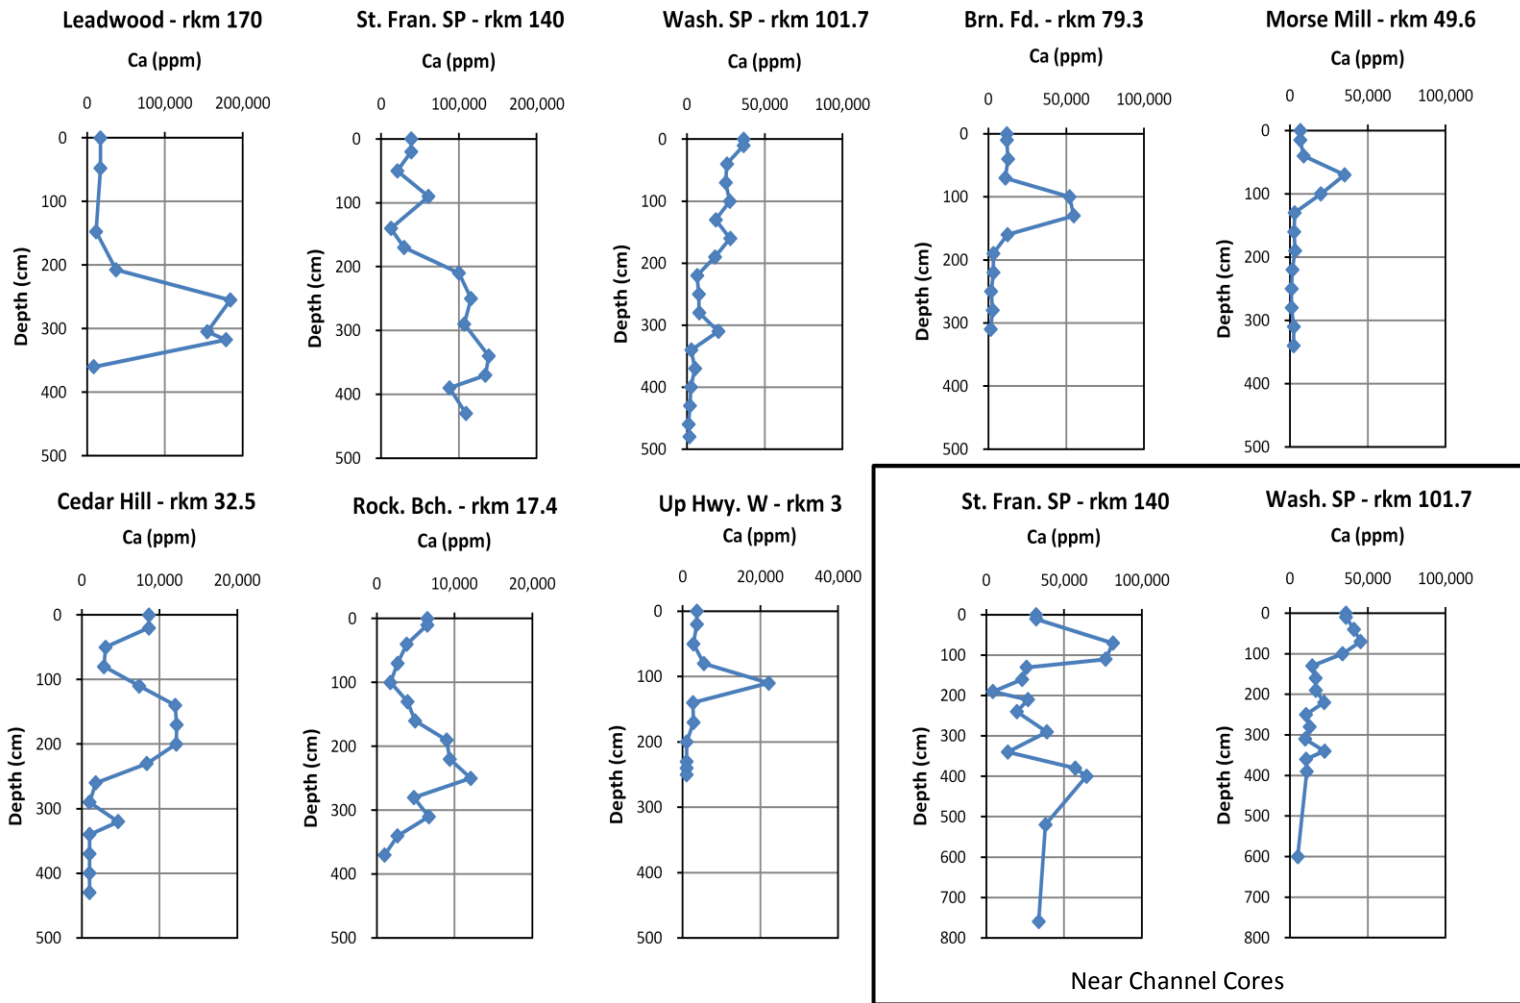 Leadwood - rkm 170
Ca (ppm)
0 100,000 200,000
0
100
200
300
400
500
Depth (cm)
St. Fran. SP - rkm 140
Ca (ppm)
0 100,000 200,000
0
100
200
300
400
500
Depth (cm)
Wash. SP - rkm 101.7
Ca (ppm)
0 50,000 100,000
0
100
200
300
400
500
Depth (cm)
Brn. Fd. - rkm 79.3
Ca (ppm)
0 50,000 100,000
0
100
200
300
400
500
Depth (cm)
Morse Mill - rkm 49.6
Ca (ppm)
0 50,000 100,000
0
100
200
300
400
500
Depth (cm)
Cedar Hill - rkm 32.5
Ca (ppm)
0 10,000 20,000
0
100
200
300
400
500
Depth (cm)
Rock. Bch. - rkm 17.4
Ca (ppm)
0 10,000 20,000
0
100
200
300
400
500
Depth (cm)
Up Hwy. W - rkm 3
Ca (ppm)
0 20,000 40,000
0
100
200
300
400
500
Depth (cm)
St. Fran. SP - rkm 140
Ca (ppm)
0 50,000 100,000
0
100
200
300
400
500
600
700
800
Depth (cm)
Wash. SP - rkm 101.7
Ca (ppm)
0 50,000 100,000
0
100
200
300
400
500
600
700
800
Depth (cm)
Near Channel Cores